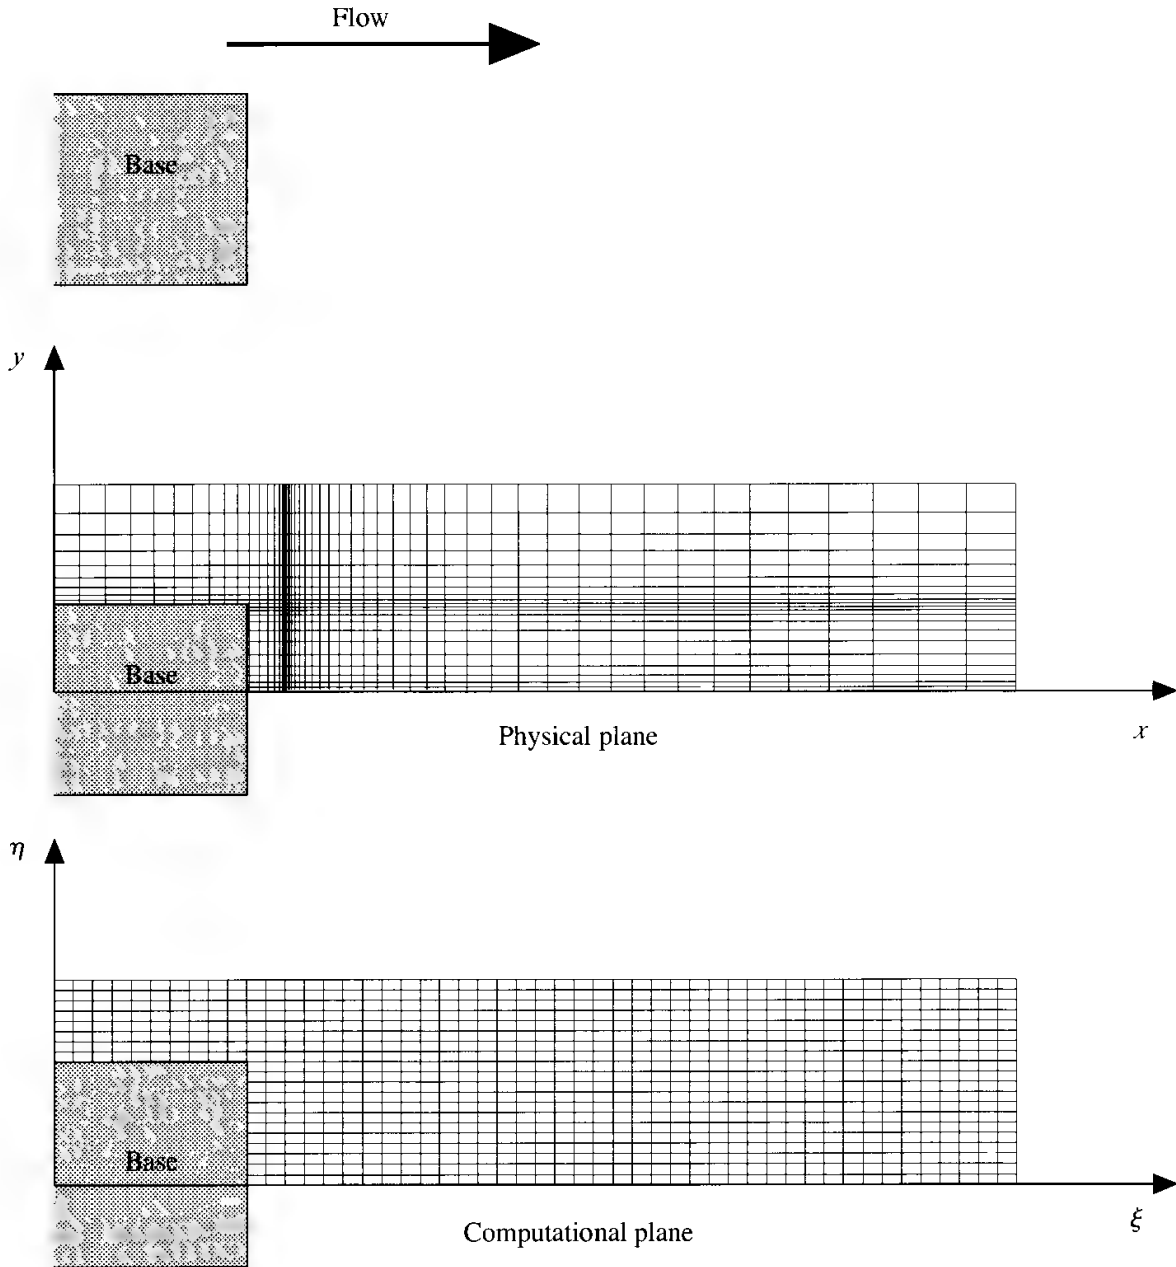 Flow
Base
y
Base
Physical plane
x
η
Base
Computational plane
ξ